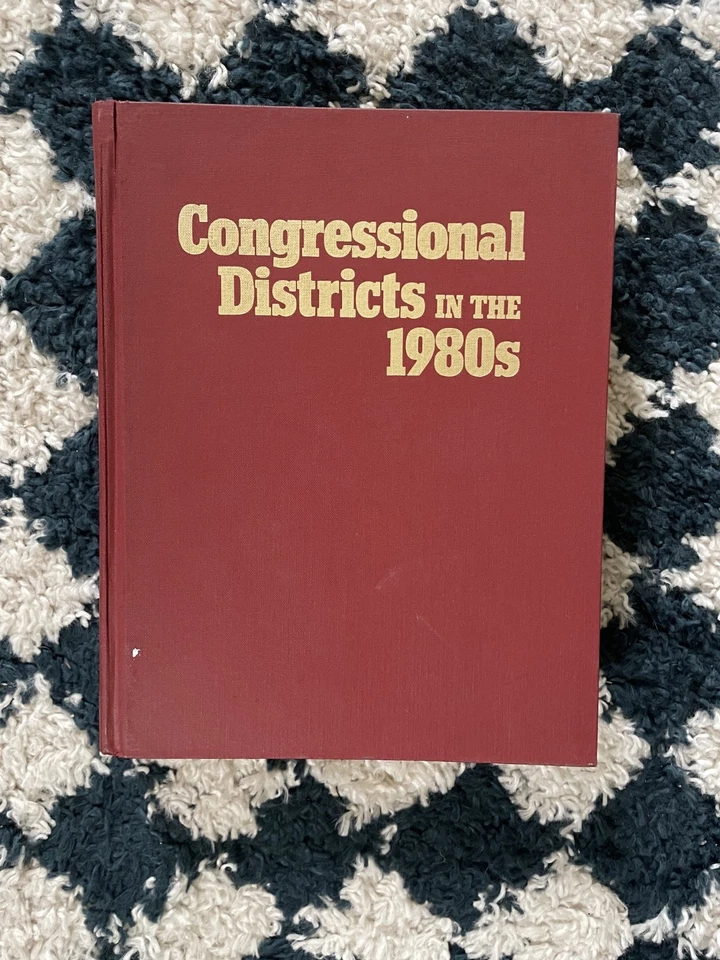 Congressional
Districts IN THE
1980s